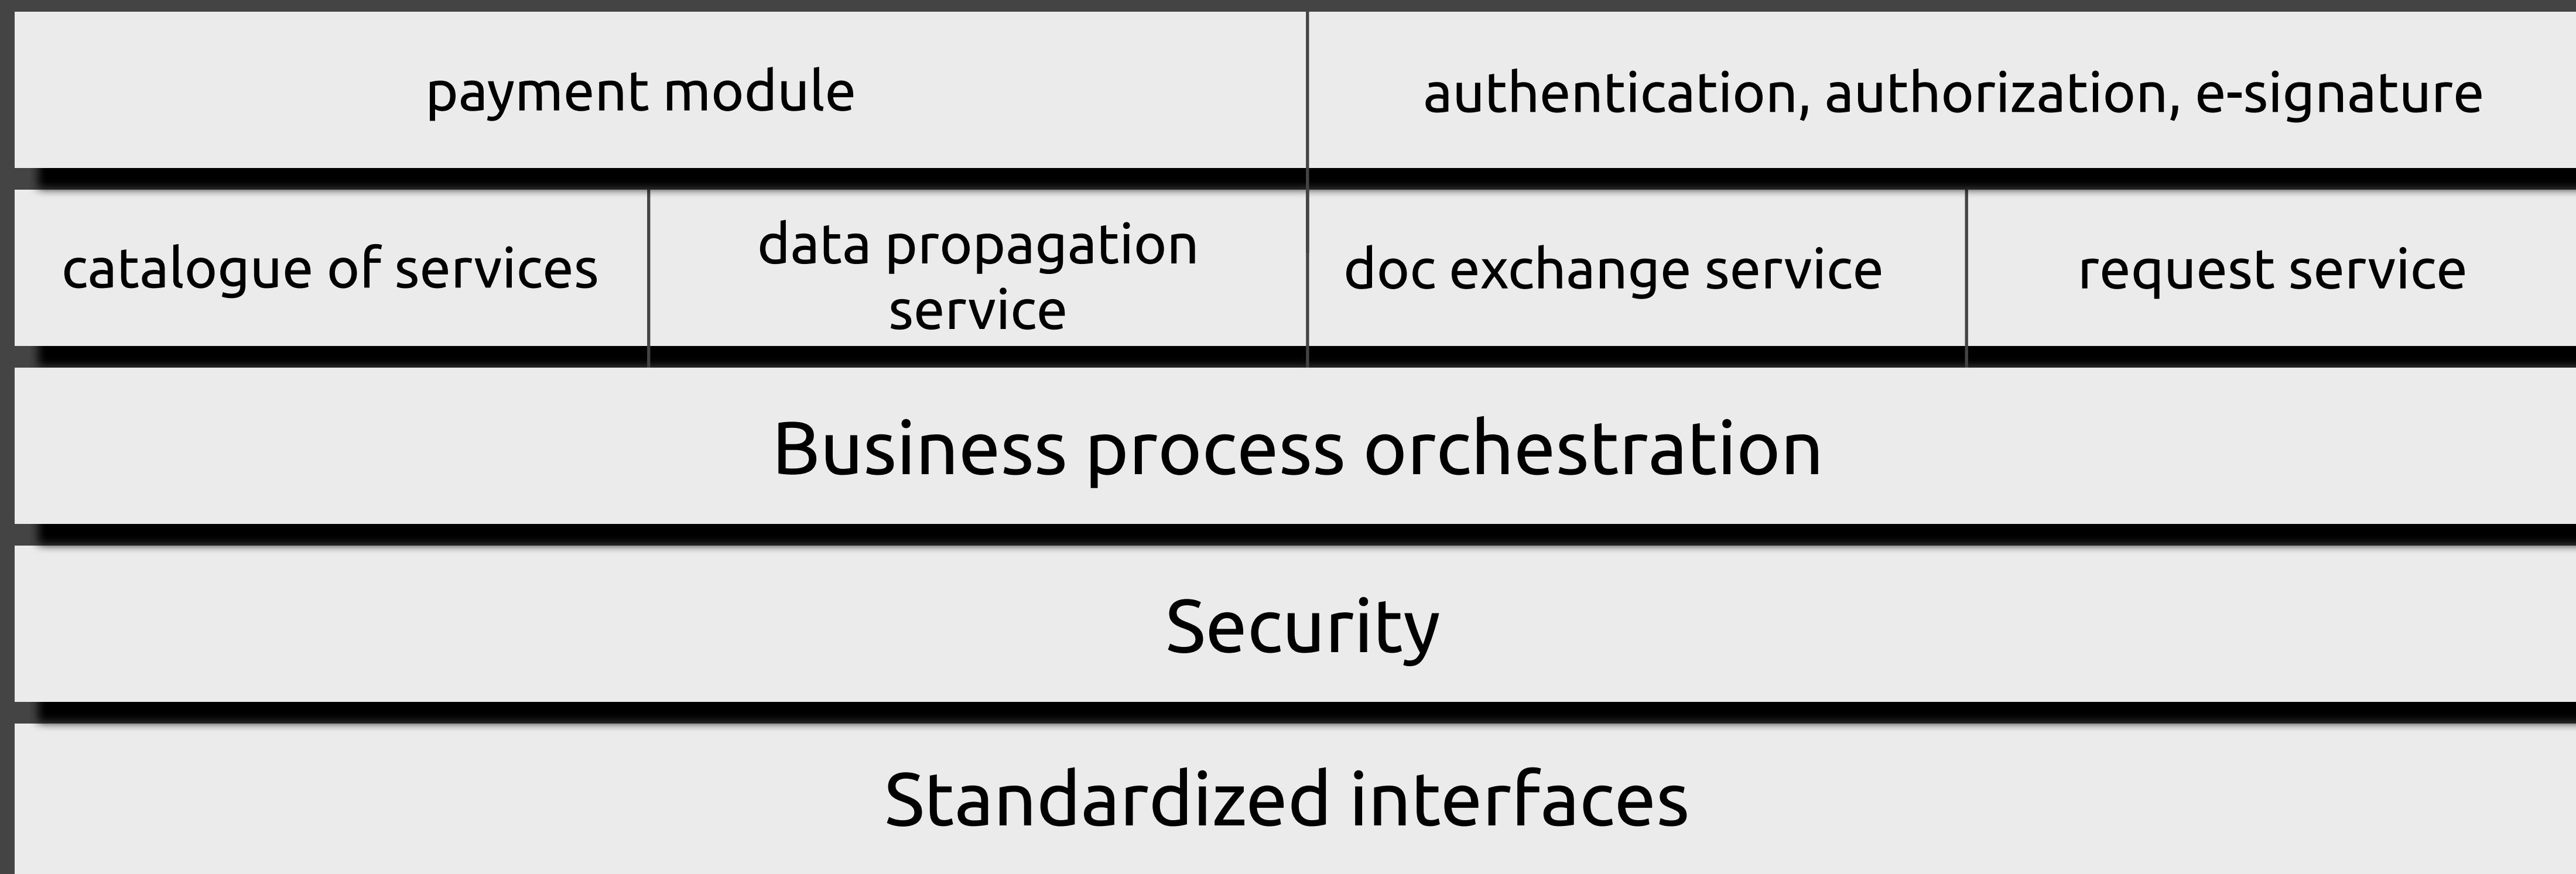 payment module
authentication, authorization, e-signature
catalogue of services
data propagation
service
doc exchange service
request service
Business process orchestration
Security
Standardized interfaces